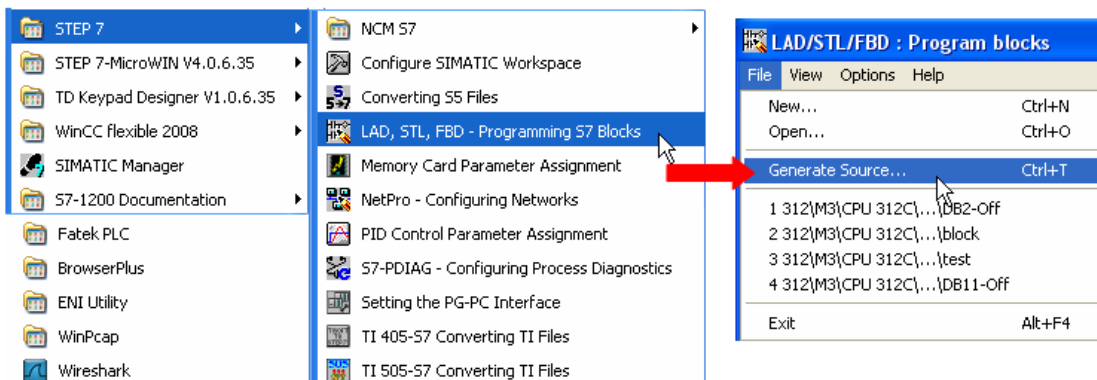 STEP 7
STEP 7-MicroWIN V4.0.6.35
TD Keypad Designer V1.0.6.35
WinCC flexible 2008
SIMATIC Manager
S7-1200 Documentation
Fatek PLC
BrowserPlus
ENI Utility
WinPcap
Wireshark
NCM S7
Configure SIMATIC Workspace
Converting S5 Files
LAD, STL, FBD - Programming S7 Blocks
Memory Card Parameter Assignment
NetPro - Configuring Networks
PID Control Parameter Assignment
S7-PDIAG - Configuring Process Diagnostics
Setting the PG-PC Interface
TI 405-S7 Converting TI Files
TI 505-S7 Converting TI Files
LAD/STL/FBD : Program blocks
File View Options Help
New... Ctrl+N
Open... Ctrl+O
Generate Source... Ctrl+T
1 312\M3\CPU 312C\...\DB2-Off
2 312\M3\CPU 312C\...\block
3 312\M3\CPU 312C\...\test
4 312\M3\CPU 312C\...\DB11-Off
Exit Alt+F4